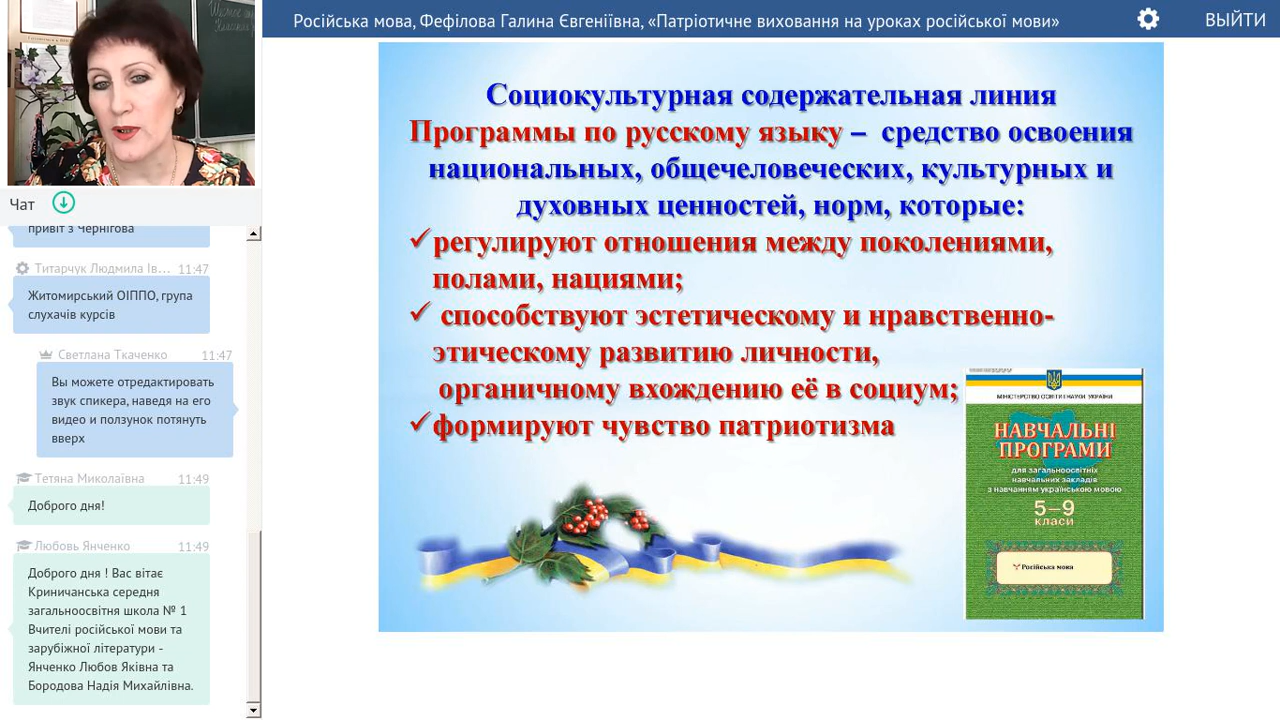 Російська мова, Фефілова Галина Євгеніївна, «Патріотичне виховання на уроках російської мови»
ВЫЙТИ
Чат
привіт з Чернігова
Титарчук Людмила Ів...
11:47
Житомирський ОІППО, група
слухачів курсів
Светлана Ткаченко
11:47
Вы можете отредактировать
звук спикера, наведя на его
видео и ползунок потянуть
вверх
Тетяна Миколаївна
11:49
Доброго дня!
Любовь Янченко
11:49
Доброго дня ! Вас вітає
Криничанська середня
загальноосвітня школа № 1
Вчителі російської мови та
зарубіжної літератури -
Янченко Любов Яківна та
Бородова Надія Михайлівна.
Социокультурная содержательная линия
Программы по русскому языку – средство освоения
национальных, общечеловеческих, культурных и
духовных ценностей, норм, которые:
✓регулируют отношения между поколениями,
полами, нациями;
✓ способствуют эстетическому и нравственно-
этическому развитию личности,
органичному вхождению её в социум;
✓формируют чувство патриотизма
МІНІСТЕРСТВО ОСВІТИ І НАУКИ УКРАЇНИ
НАВЧАЛЬНІ
ПРОГРАМИ
для загальноосвітніх
навчальних закладів
з навчанням українською мовою
5–9
класи
Російська мова